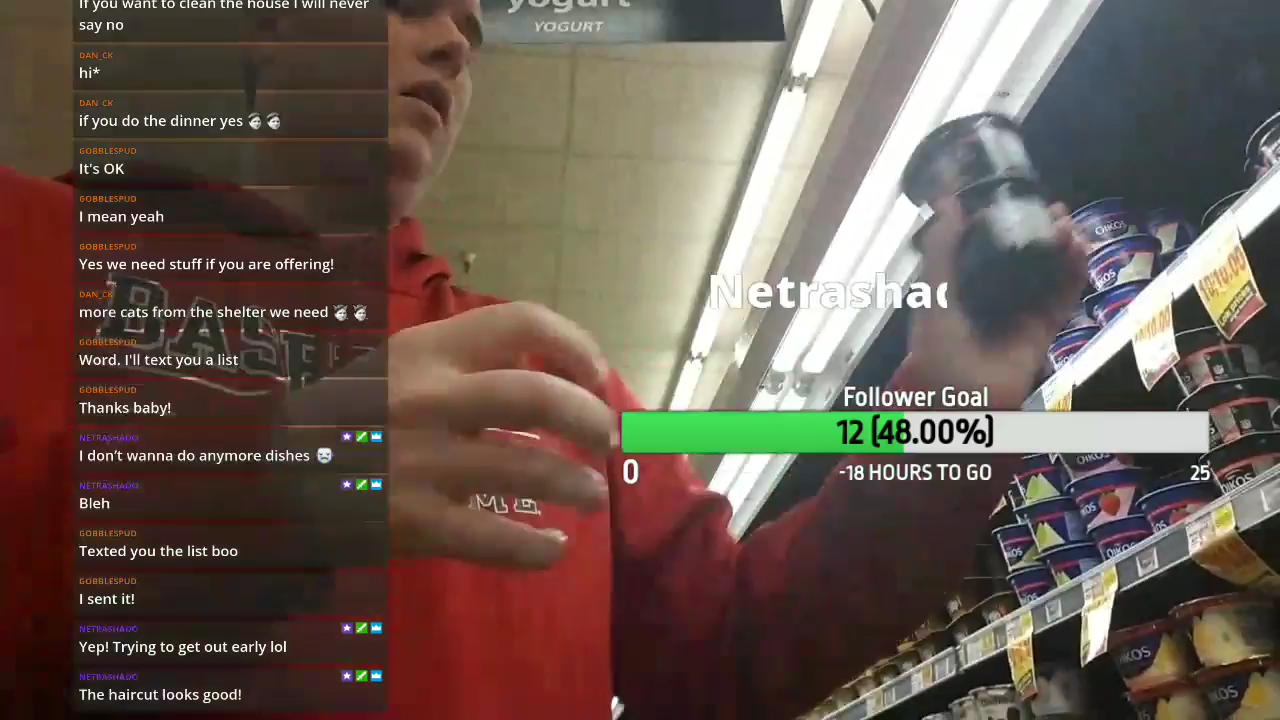 If you want to clean the house I will never
say no
DAN_CK
hi*
DAN_CK
if you do the dinner yes
GOBBLESPUD
It's OK
GOBBLESPUD
I mean yeah
GOBBLESPUD
Yes we need stuff if you are offering!
DAN_CK
more cats from the shelter we need
GOBBLESPUD
Word. I'll text you a list
GOBBLESPUD
Thanks baby!
NETRASHADO
I don’t wanna do anymore dishes
NETRASHADO
Bleh
GOBBLESPUD
Texted you the list boo
GOBBLESPUD
I sent it!
NETRASHADO
Yep! Trying to get out early lol
NETRASHADO
The haircut looks good!
yogurt
YOGURT
Netrashad
Follower Goal
12 (48.00%)
0
-18 HOURS TO GO
25
OIKOS
OIKOS
OIKOS
OIKOS